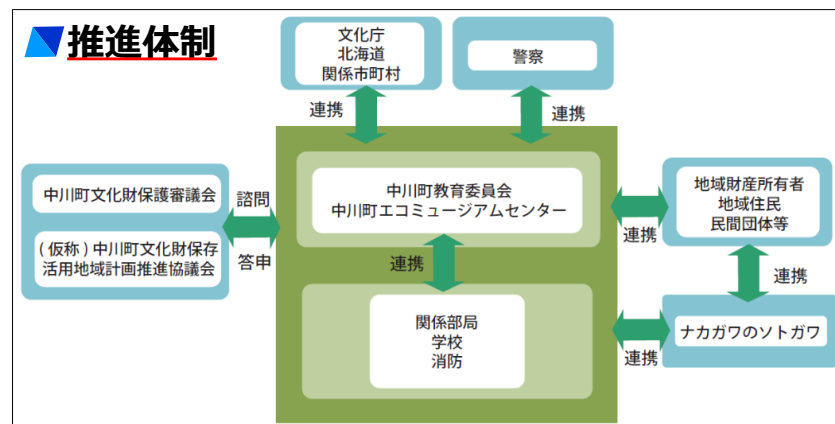 推進体制
文化庁
北海道
関係市町村
警察
連携
連携
中川町文化財保護審議会
(仮称)中川町文化財保存
活用地域計画推進協議会
諮問
答申
中川町教育委員会
中川町エコミュージアムセンター
連携
関係部局
学校
消防
地域財産所有者
地域住民
民間団体等
連携
連携
ナカガワのソトガワ
連携